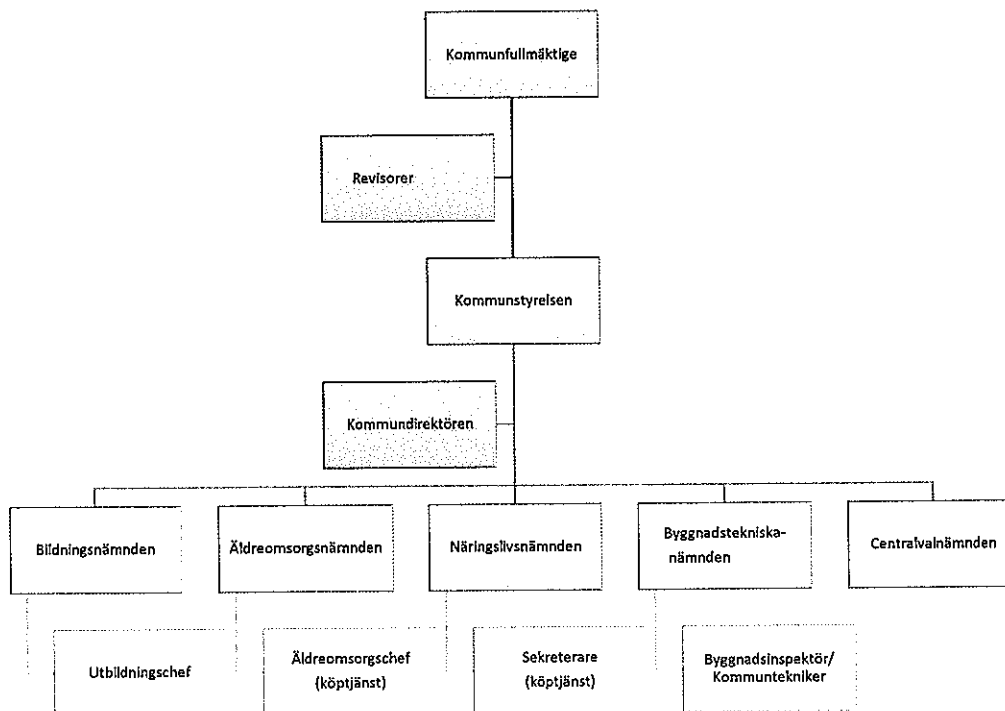 Kommunfullmäktige
Revisorer
Kommunstyrelsen
Kommundirektören
Bildningsnämnden
Äldreomsorgsnämnden
Näringslivsnämnden
Byggnadstekniska-
nämnden
Centralvalnämnden
Utbildningschef
Äldreomsorgschef
(köptjänst)
Sekreterare
(köptjänst)
Byggnadsinspektör/
Kommuntekniker